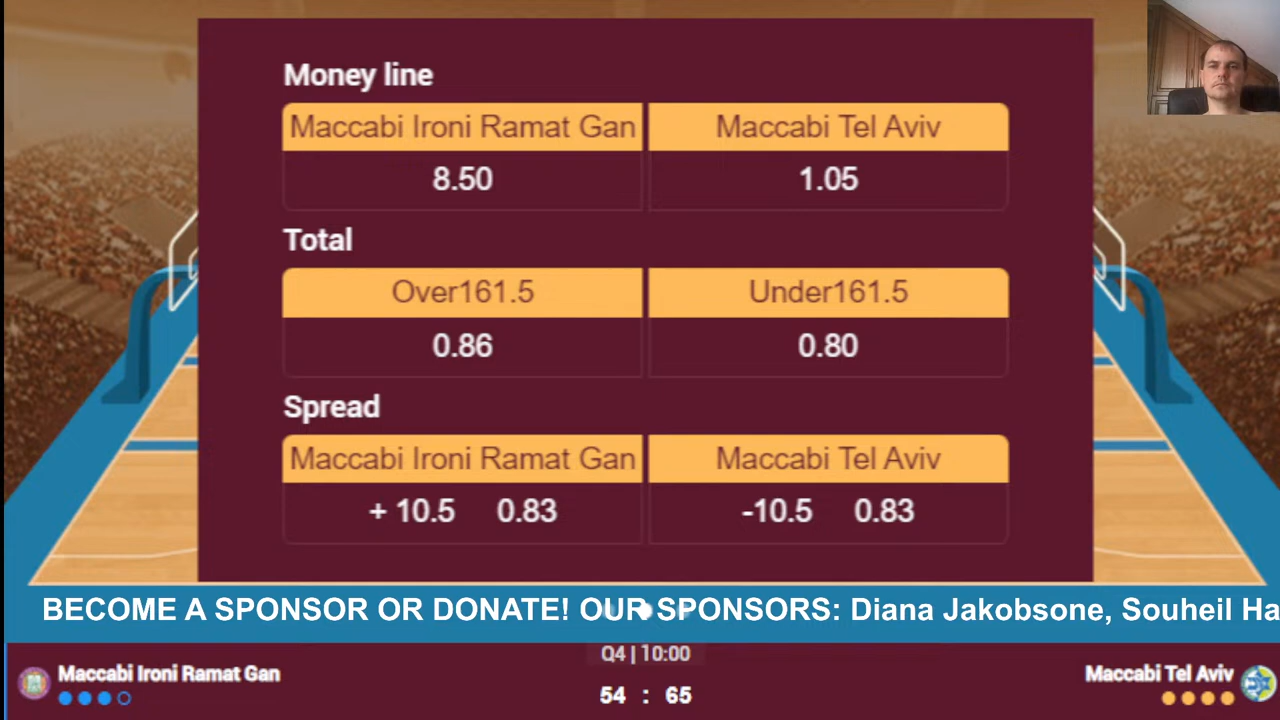 Money line
Maccabi Ironi Ramat Gan Maccabi Tel Aviv
8.50 1.05
Total
Over161.5 Under161.5
0.86 0.80
Spread
Maccabi Ironi Ramat Gan Maccabi Tel Aviv
+ 10.5 0.83 -10.5 0.83
BECOME A SPONSOR OR DONATE! OUR SPONSORS: Diana Jakobsone, Souheil Ha
Q4 | 10:00
Maccabi Ironi Ramat Gan 54 : 65 Maccabi Tel Aviv